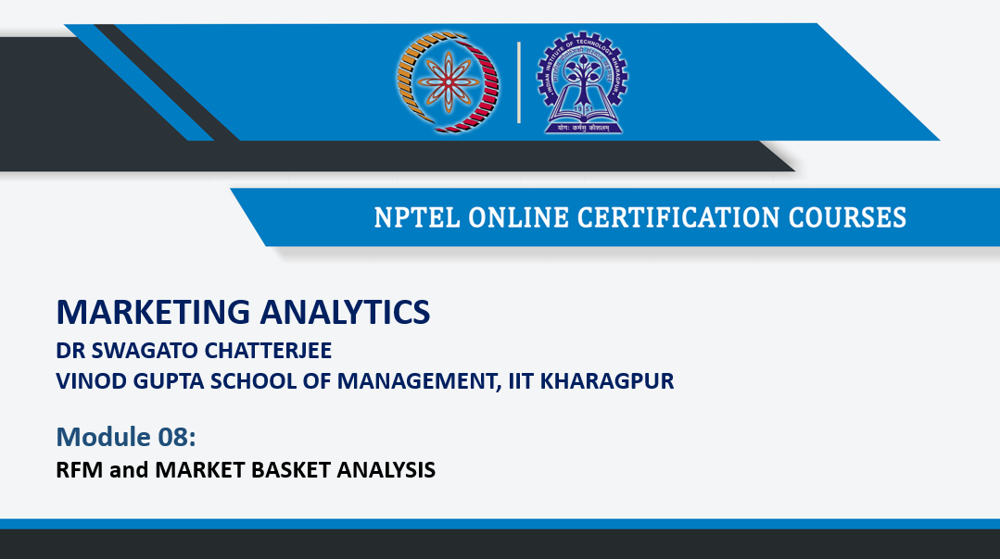 INDIAN INSTITUTE OF TECHNOLOGY KHARAGPUR
1951
योगः कर्मसु कौशलम्
NPTEL ONLINE CERTIFICATION COURSES
MARKETING ANALYTICS
DR SWAGATO CHATTERJEE
VINOD GUPTA SCHOOL OF MANAGEMENT, IIT KHARAGPUR
Module 08:
RFM and MARKET BASKET ANALYSIS